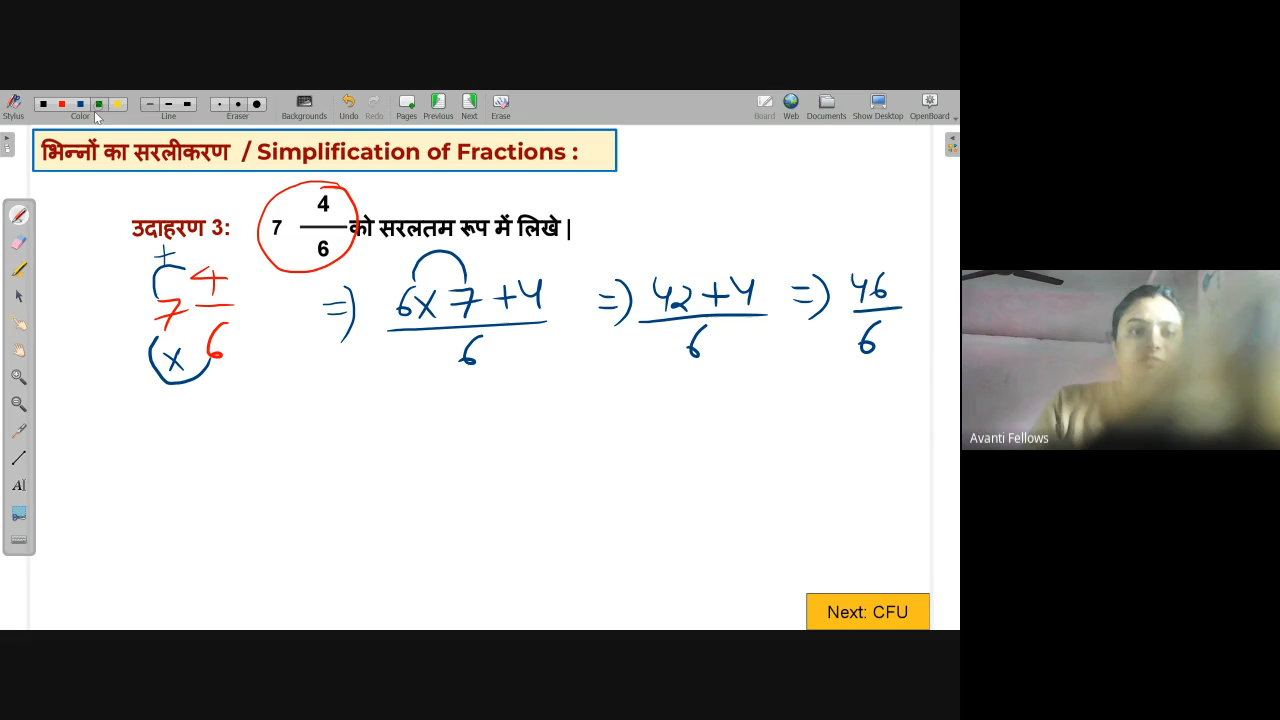 Stylus
Color
Line
Eraser
Backgrounds
Undo
Redo
Pages
Previous
Next
Erase
Board
Web
Documents
Show Desktop
OpenBoard
भिन्नों का सरलीकरण / Simplification of Fractions :
उदाहरण 3: 7 4/6 को सरलतम रूप में लिखे |
+
7 4/6
x
=) 6x7+4/6 =) 42+4/6 =) 46/6
Avanti Fellows
Next: CFU